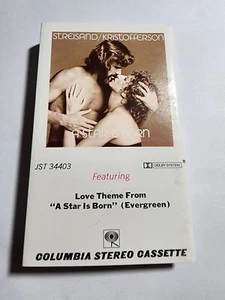 STREISAND/KRISTOFFERSON
A STAR IS BORN
JST 34403
DOLBY SYSTEM
Featuring
Love Theme From
"A Star Is Born" (Evergreen)
COLUMBIA STEREO CASSETTE